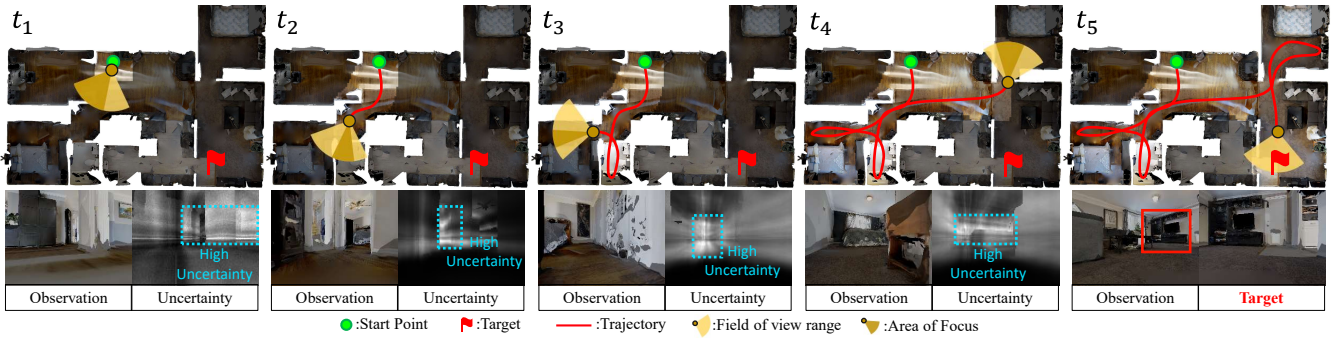 t₁ t₂ t₃ t₄ t₅
High
Uncertainty
High
Uncertainty
High
Uncertainty
High
Uncertainty
Observation Uncertainty Observation Uncertainty Observation Uncertainty Observation Uncertainty Observation Target
:Start Point :Target :Trajectory :Field of view range :Area of Focus